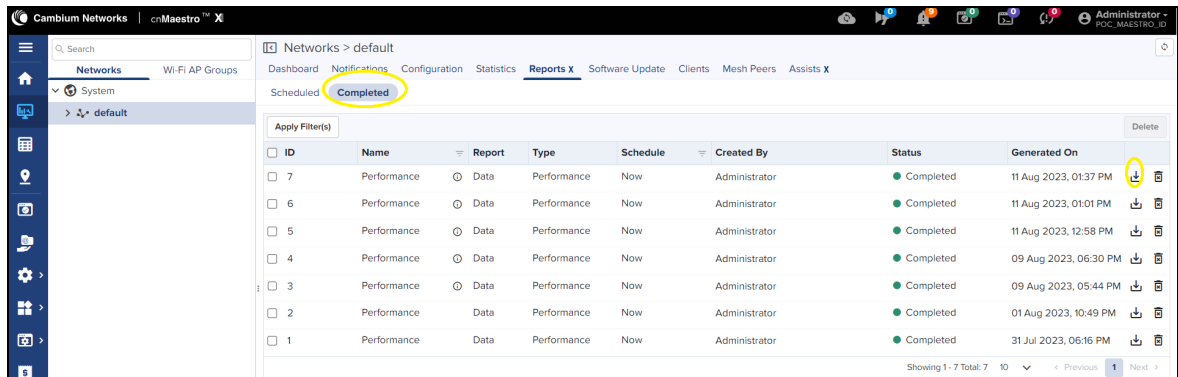 Cambium Networks | cnMaestro™ X 0 9 0 0 0 Administrator
POC_MAESTRO_ID
Search
Networks Wi-Fi AP Groups
System
default
Networks > default
Dashboard Notifications Configuration Statistics Reports X Software Update Clients Mesh Peers Assists X
Scheduled Completed
Apply Filter(s) Delete
ID Name Report Type Schedule Created By Status Generated On
7 Performance Data Performance Now Administrator Completed 11 Aug 2023, 01:37 PM
6 Performance Data Performance Now Administrator Completed 11 Aug 2023, 01:01 PM
5 Performance Data Performance Now Administrator Completed 11 Aug 2023, 12:58 PM
4 Performance Data Performance Now Administrator Completed 09 Aug 2023, 06:30 PM
3 Performance Data Performance Now Administrator Completed 09 Aug 2023, 05:44 PM
2 Performance Data Performance Now Administrator Completed 01 Aug 2023, 10:49 PM
1 Performance Data Performance Now Administrator Completed 31 Jul 2023, 06:16 PM
Showing 1 - 7 Total: 7 10 < Previous 1 Next >